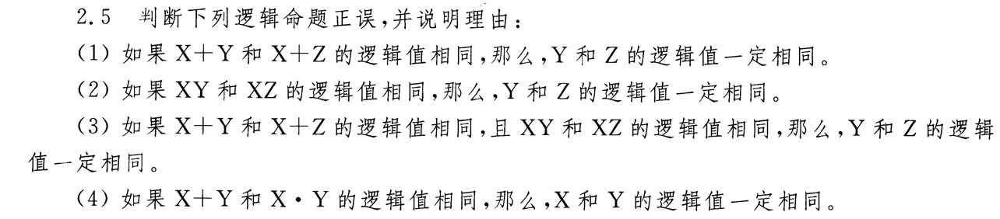 2.5 判断下列逻辑命题正误,并说明理由:
(1) 如果 X+Y 和 X+Z 的逻辑值相同,那么,Y 和 Z 的逻辑值一定相同。
(2) 如果 XY 和 XZ 的逻辑值相同,那么,Y 和 Z 的逻辑值一定相同。
(3) 如果 X+Y 和 X+Z 的逻辑值相同,且 XY 和 XZ 的逻辑值相同,那么,Y 和 Z 的逻辑
值一定相同。
(4) 如果 X+Y 和 X·Y 的逻辑值相同,那么,X 和 Y 的逻辑值一定相同。